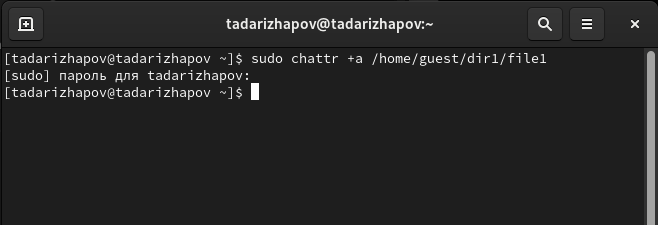 tadarizhapov@tadarizhapov:~
[tadarizhapov@tadarizhapov ~]$ sudo chattr +a /home/guest/dir1/file1
[sudo] пароль для tadarizhapov:
[tadarizhapov@tadarizhapov ~]$